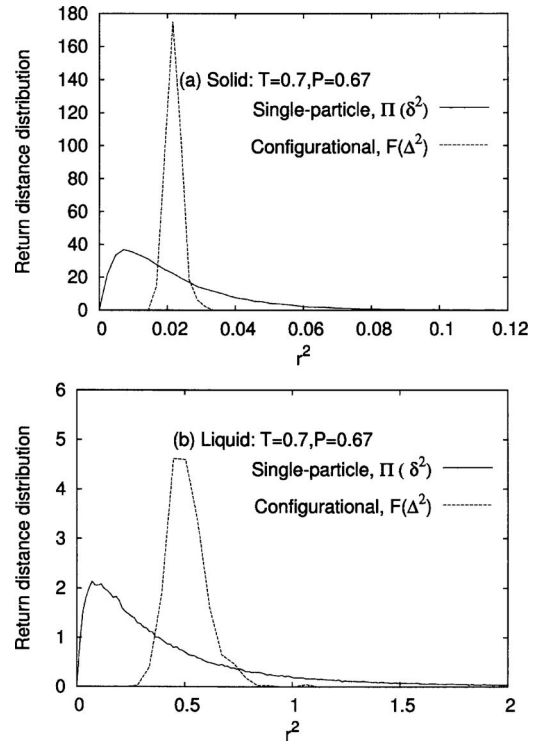 180
160
140
120
100
80
60
40
20
0
Return distance distribution
(a) Solid: T=0.7,P=0.67
Single-particle, Π (δ²)
Configurational, F(Δ²)
0 0.02 0.04 0.06 0.08 0.1 0.12
r²
6
5
4
3
2
1
0
Return distance distribution
(b) Liquid: T=0.7,P=0.67
Single-particle, Π ( δ²)
Configurational, F(Δ²)
0 0.5 1 1.5 2
r²